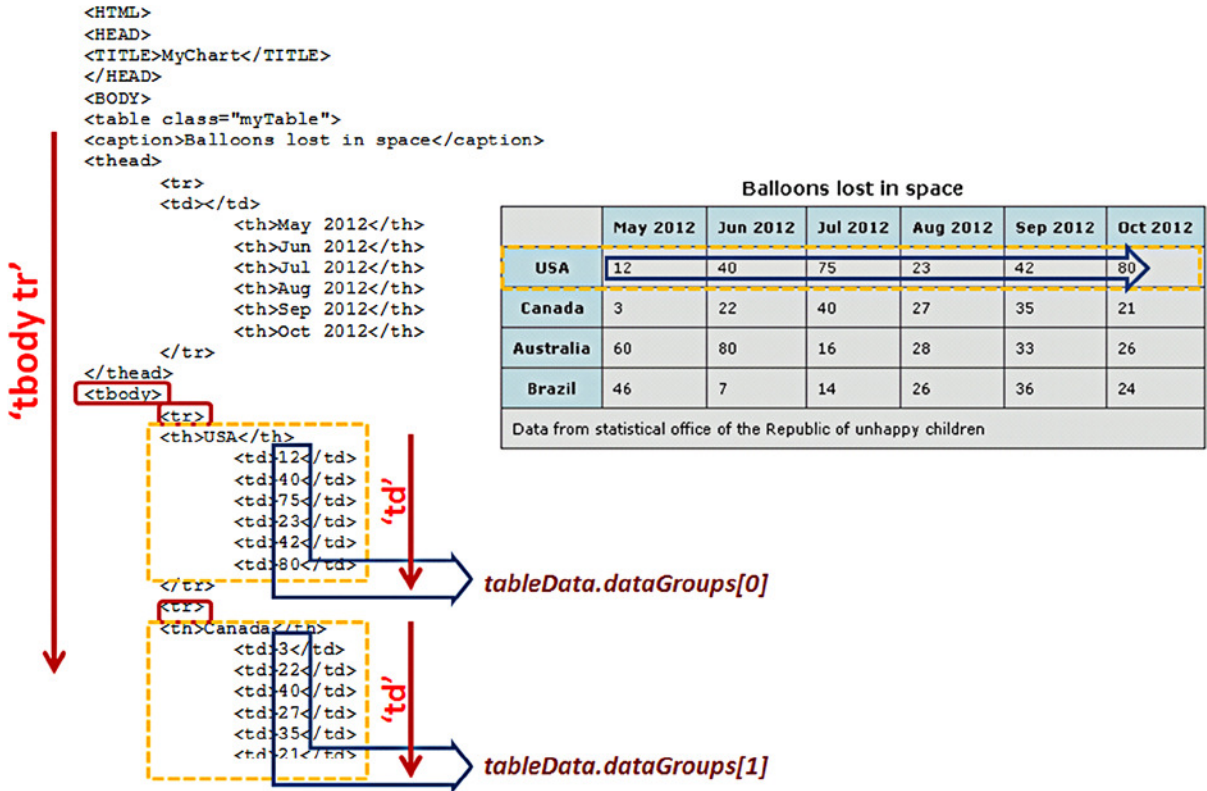 <HTML>
<HEAD>
<TITLE>MyChart</TITLE>
</HEAD>
<BODY>
<table class="myTable">
<caption>Balloons lost in space</caption>
<thead>
<tr>
<td></td>
<th>May 2012</th>
<th>Jun 2012</th>
<th>Jul 2012</th>
<th>Aug 2012</th>
<th>Sep 2012</th>
<th>Oct 2012</th>
</tr>
</thead>
<tbody>
<tr>
<th>USA</th>
<td>12</td>
<td>40</td>
<td>75</td>
<td>23</td>
<td>42</td>
<td>80</td>
</tr>
<tr>
<th>Canada</th>
<td>3</td>
<td>22</td>
<td>40</td>
<td>27</td>
<td>35</td>
<td>21</td>
‘tbody tr’
‘td’
‘td’
tableData.dataGroups[0]
tableData.dataGroups[1]
Balloons lost in space
May 2012 Jun 2012 Jul 2012 Aug 2012 Sep 2012 Oct 2012
USA 12 40 75 23 42 80
Canada 3 22 40 27 35 21
Australia 60 80 16 28 33 26
Brazil 46 7 14 26 36 24
Data from statistical office of the Republic of unhappy children